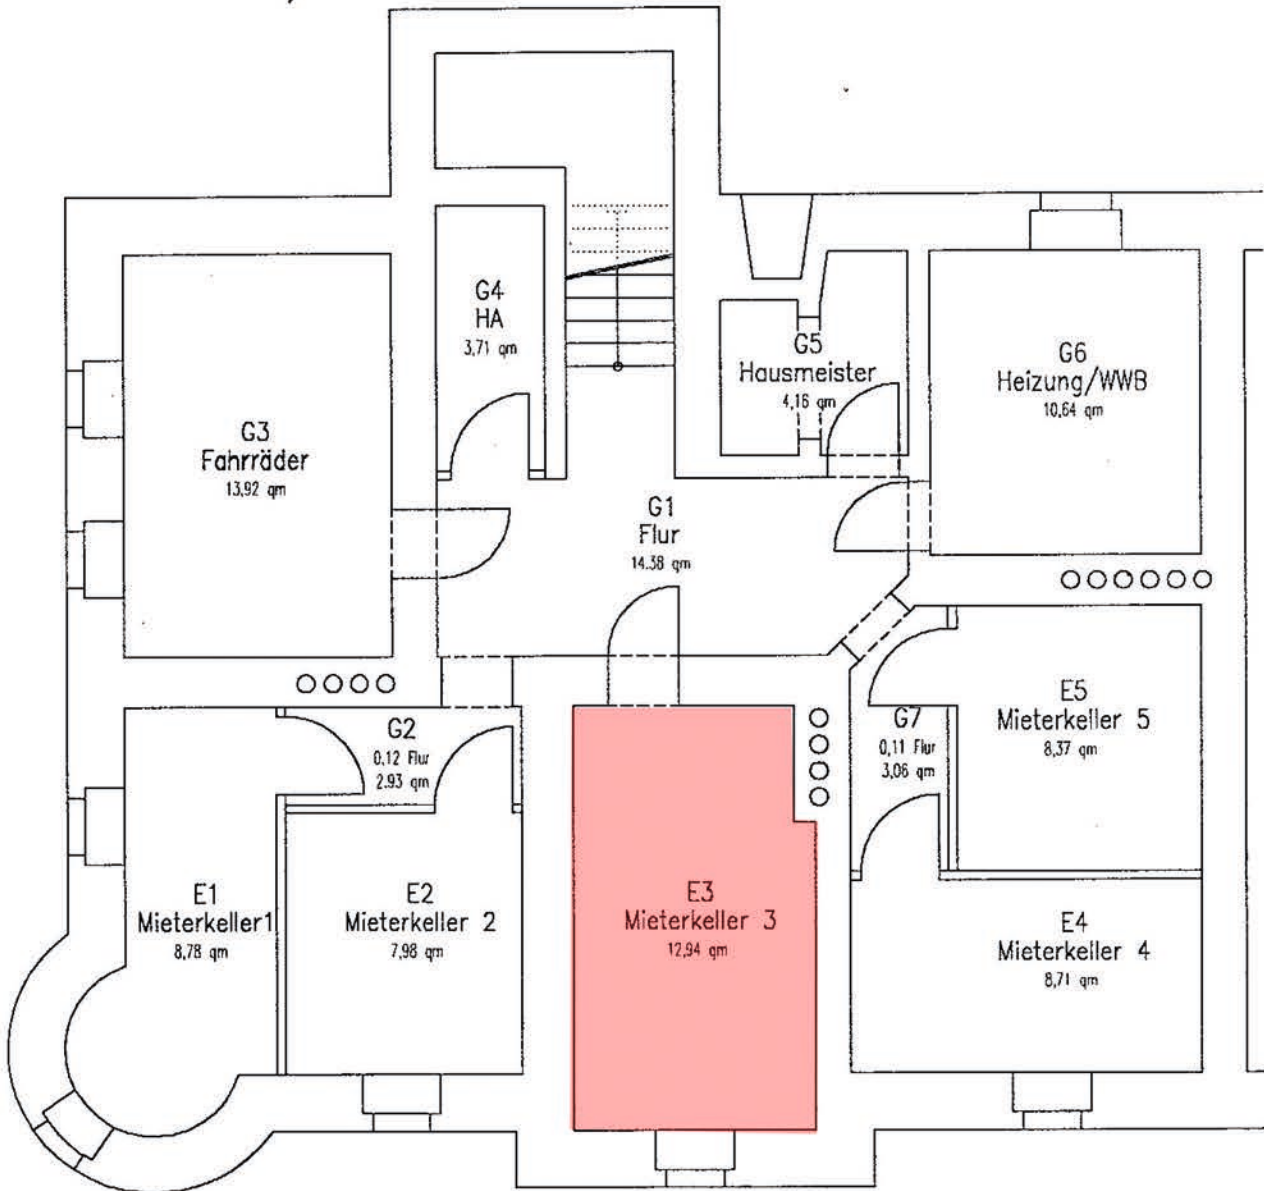 G4
HA
3,71 qm
G5
Hausmeister
4,16 qm
G6
Heizung/WWB
10,64 qm
G3
Fahrräder
13,92 qm
G1
Flur
14.38 qm
E5
Mieterkeller 5
8,37 qm
G2
0,12 Flur
2.93 qm
G7
0,11 Flur
3,06 qm
E1
Mieterkeller1
8,78 qm
E2
Mieterkeller 2
7,98 qm
E3
Mieterkeller 3
12,94 qm
E4
Mieterkeller 4
8,71 qm